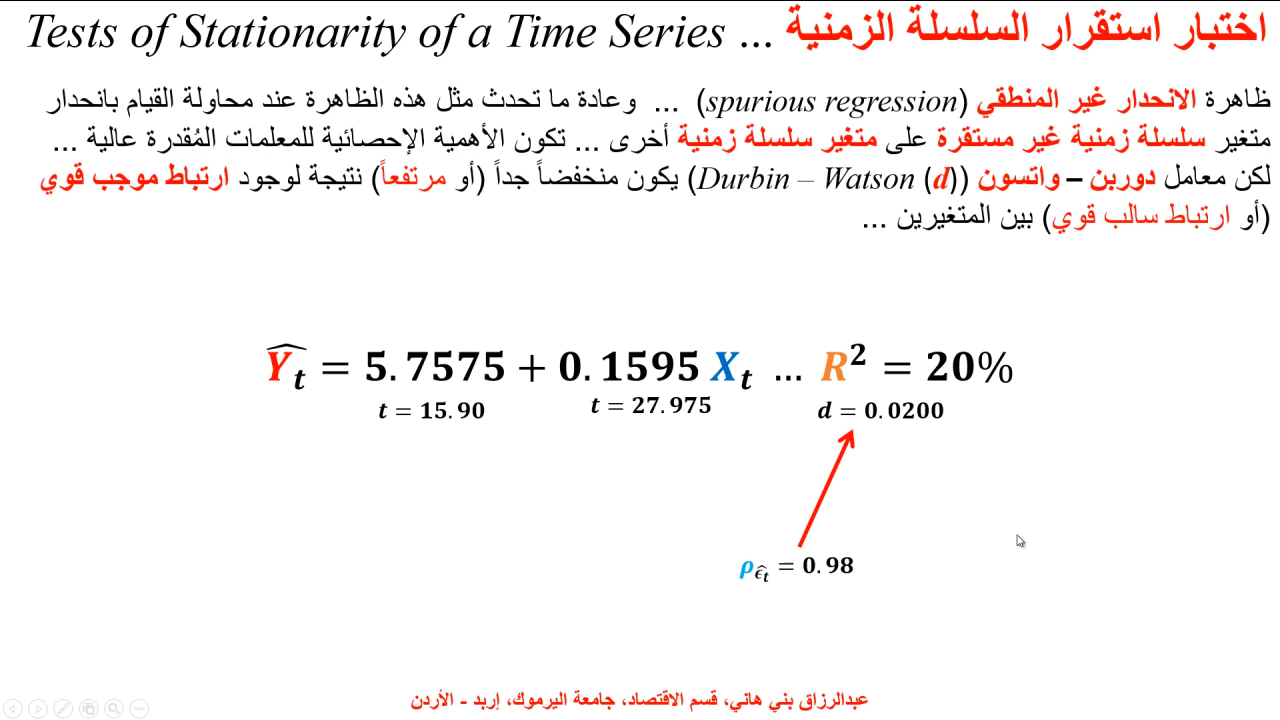 اختبار استقرار السلسلة الزمنية ... Tests of Stationarity of a Time Series
ظاهرة الانحدار غير المنطقي (spurious regression) ... وعادة ما تحدث مثل هذه الظاهرة عند محاولة القيام بانحدار
متغير سلسلة زمنية غير مستقرة على متغير سلسلة زمنية أخرى ... تكون الأهمية الإحصائية للمعلمات المُقدرة عالية ...
لكن معامل دوربن – واتسون (Durbin – Watson (d)) يكون منخفضاً جداً (أو مرتفعاً) نتيجة لوجود ارتباط موجب قوي
(أو ارتباط سالب قوي) بين المتغيرين ...
Ŷ_t = 5.7575 + 0.1595 X_t ... R² = 20%
t = 15.90 t = 27.975 d = 0.0200
ρ_ϵ̂_t = 0.98
عبدالرزاق بني هاني، قسم الاقتصاد، جامعة اليرموك، إربد - الأردن